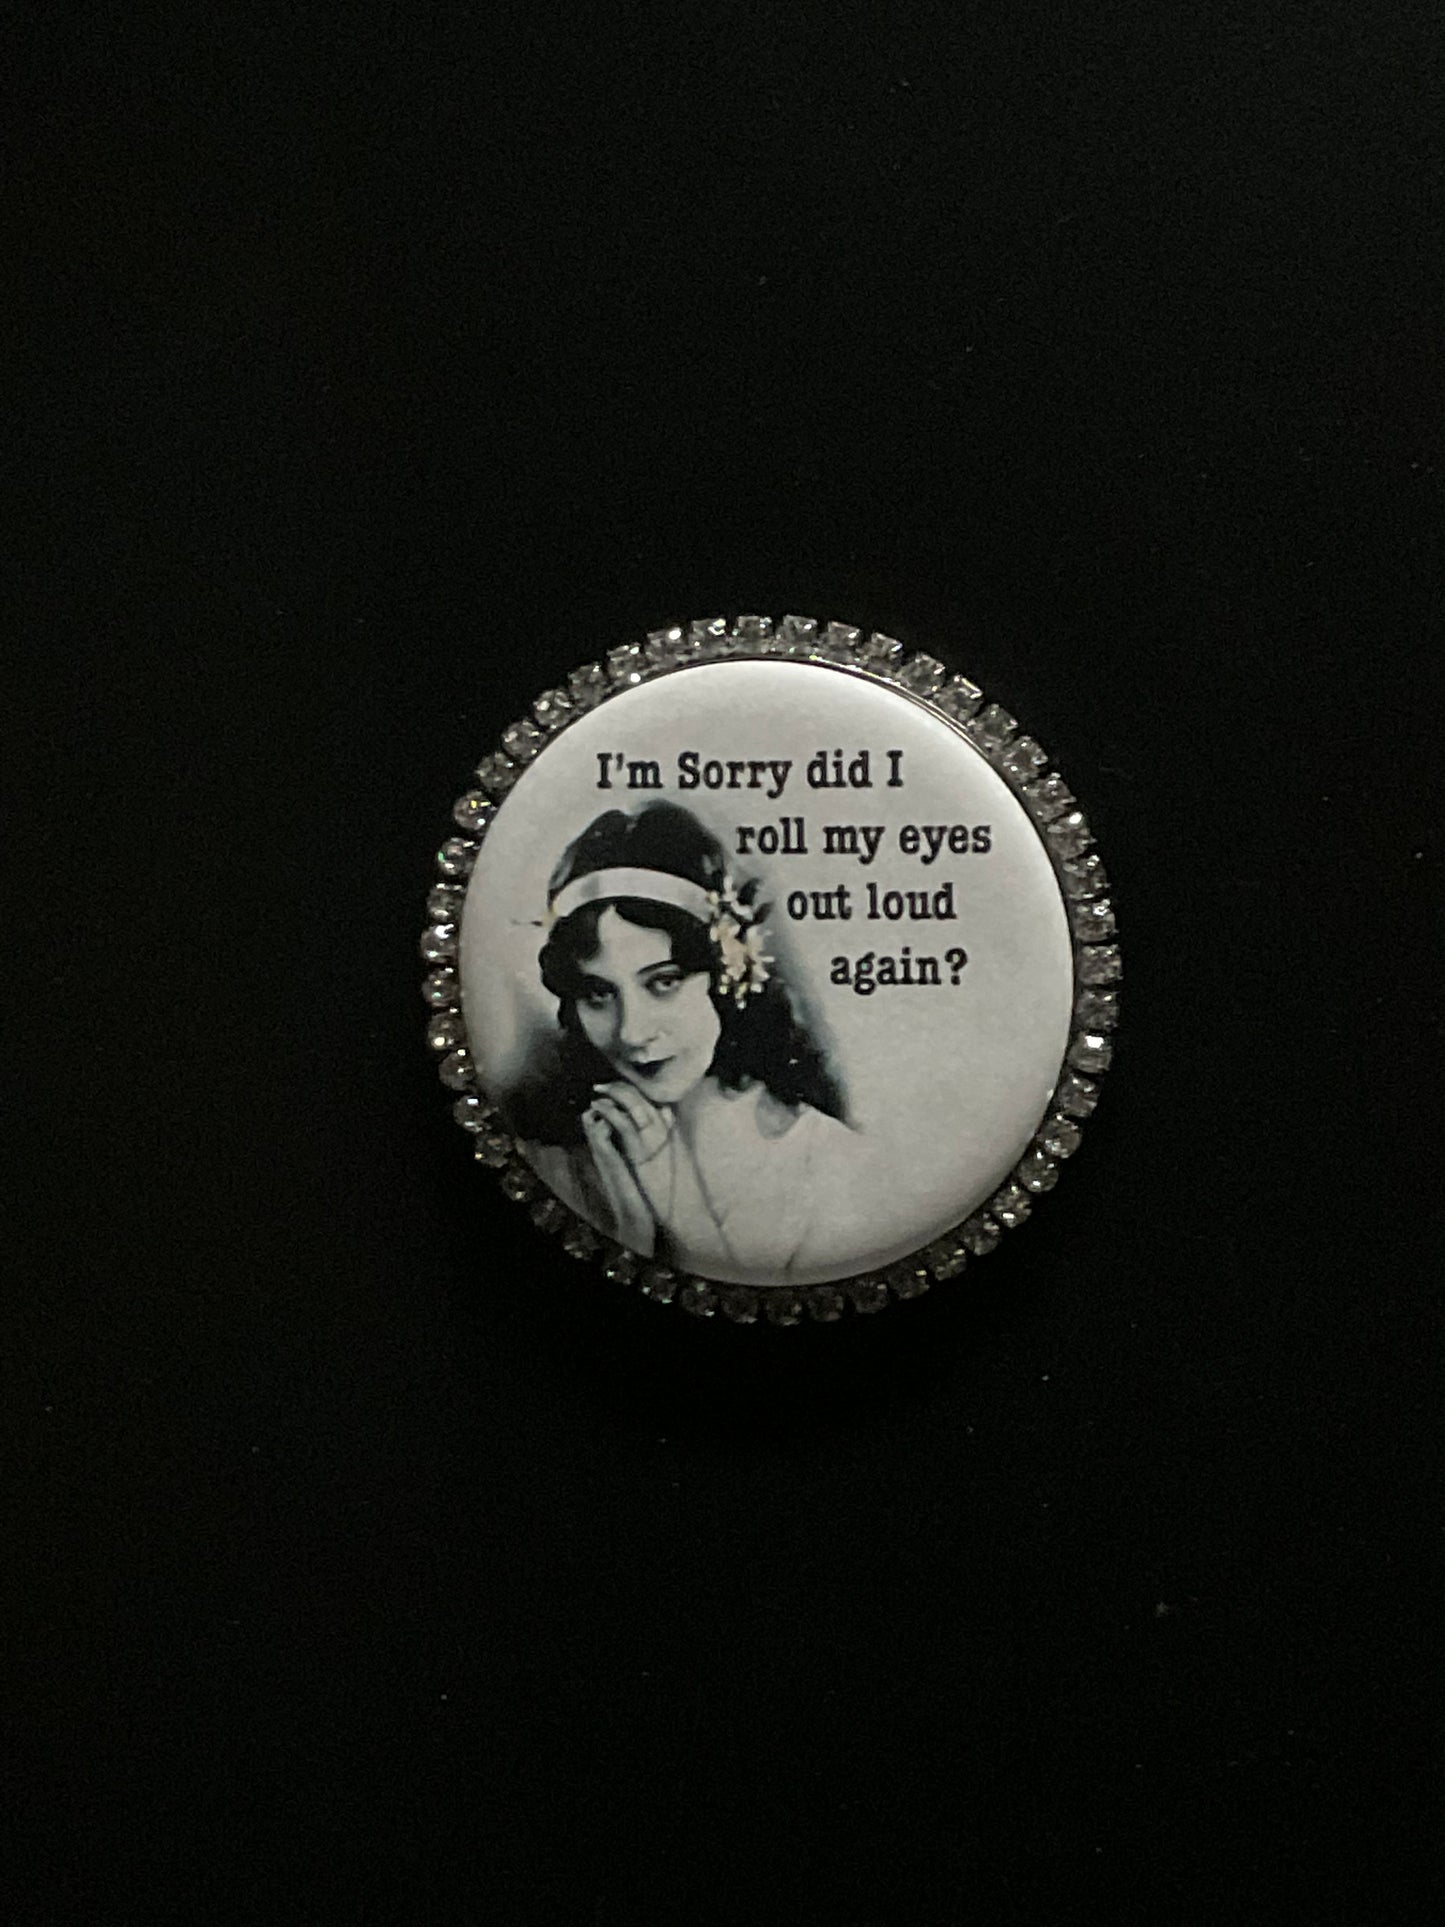 I'm Sorry did I
roll my eyes
out loud
again?